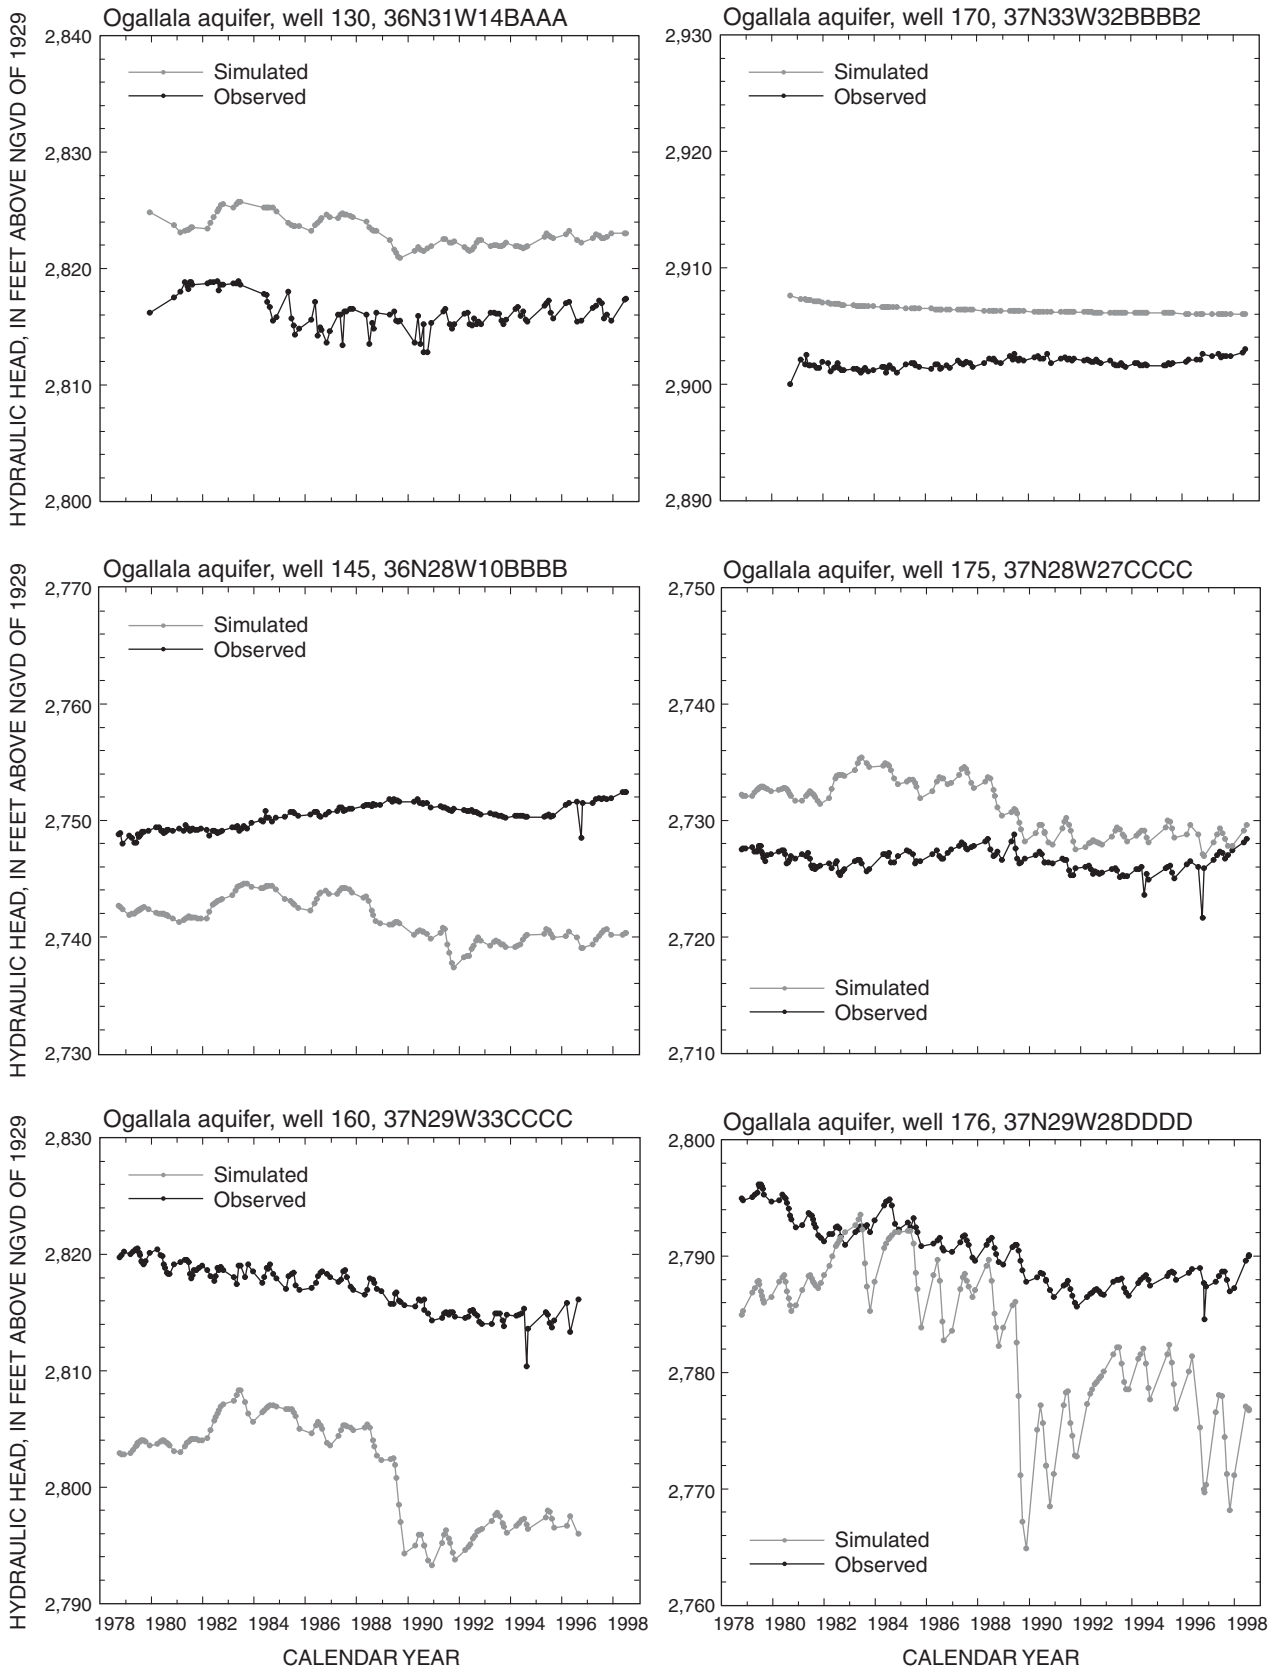 Ogallala aquifer, well 130, 36N31W14BAAA
HYDRAULIC HEAD, IN FEET ABOVE NGVD OF 1929
2,840
2,830
2,820
2,810
2,800
Simulated
Observed
Ogallala aquifer, well 170, 37N33W32BBBB2
2,930
2,920
2,910
2,900
2,890
Simulated
Observed
Ogallala aquifer, well 145, 36N28W10BBBB
HYDRAULIC HEAD, IN FEET ABOVE NGVD OF 1929
2,770
2,760
2,750
2,740
2,730
Simulated
Observed
Ogallala aquifer, well 175, 37N28W27CCCC
2,750
2,740
2,730
2,720
2,710
Simulated
Observed
Ogallala aquifer, well 160, 37N29W33CCCC
HYDRAULIC HEAD, IN FEET ABOVE NGVD OF 1929
2,830
2,820
2,810
2,800
2,790
Simulated
Observed
1978 1980 1982 1984 1986 1988 1990 1992 1994 1996 1998
CALENDAR YEAR
Ogallala aquifer, well 176, 37N29W28DDDD
2,800
2,790
2,780
2,770
2,760
Simulated
Observed
1978 1980 1982 1984 1986 1988 1990 1992 1994 1996 1998
CALENDAR YEAR